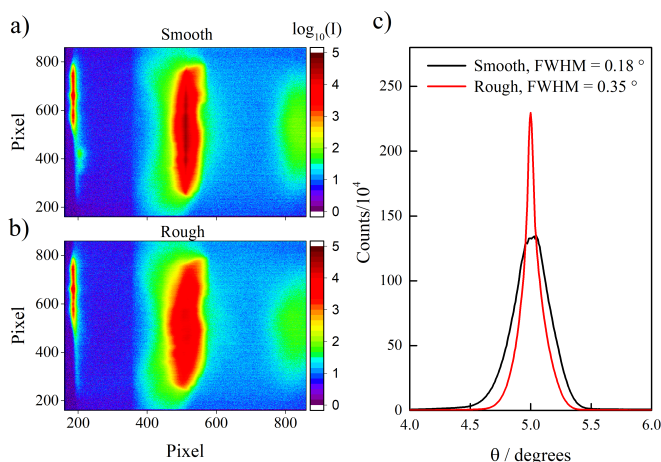 a)
Smooth
log₁₀(I)
Pixel
800
600
400
200
5
4
3
2
1
0
b)
Rough
Pixel
800
600
400
200
5
4
3
2
1
0
200 400 600 800
Pixel
c)
Smooth, FWHM = 0.18 °
Rough, FWHM = 0.35 °
Counts/10⁴
280
250
200
150
100
50
0
4.0 4.5 5.0 5.5 6.0
θ / degrees